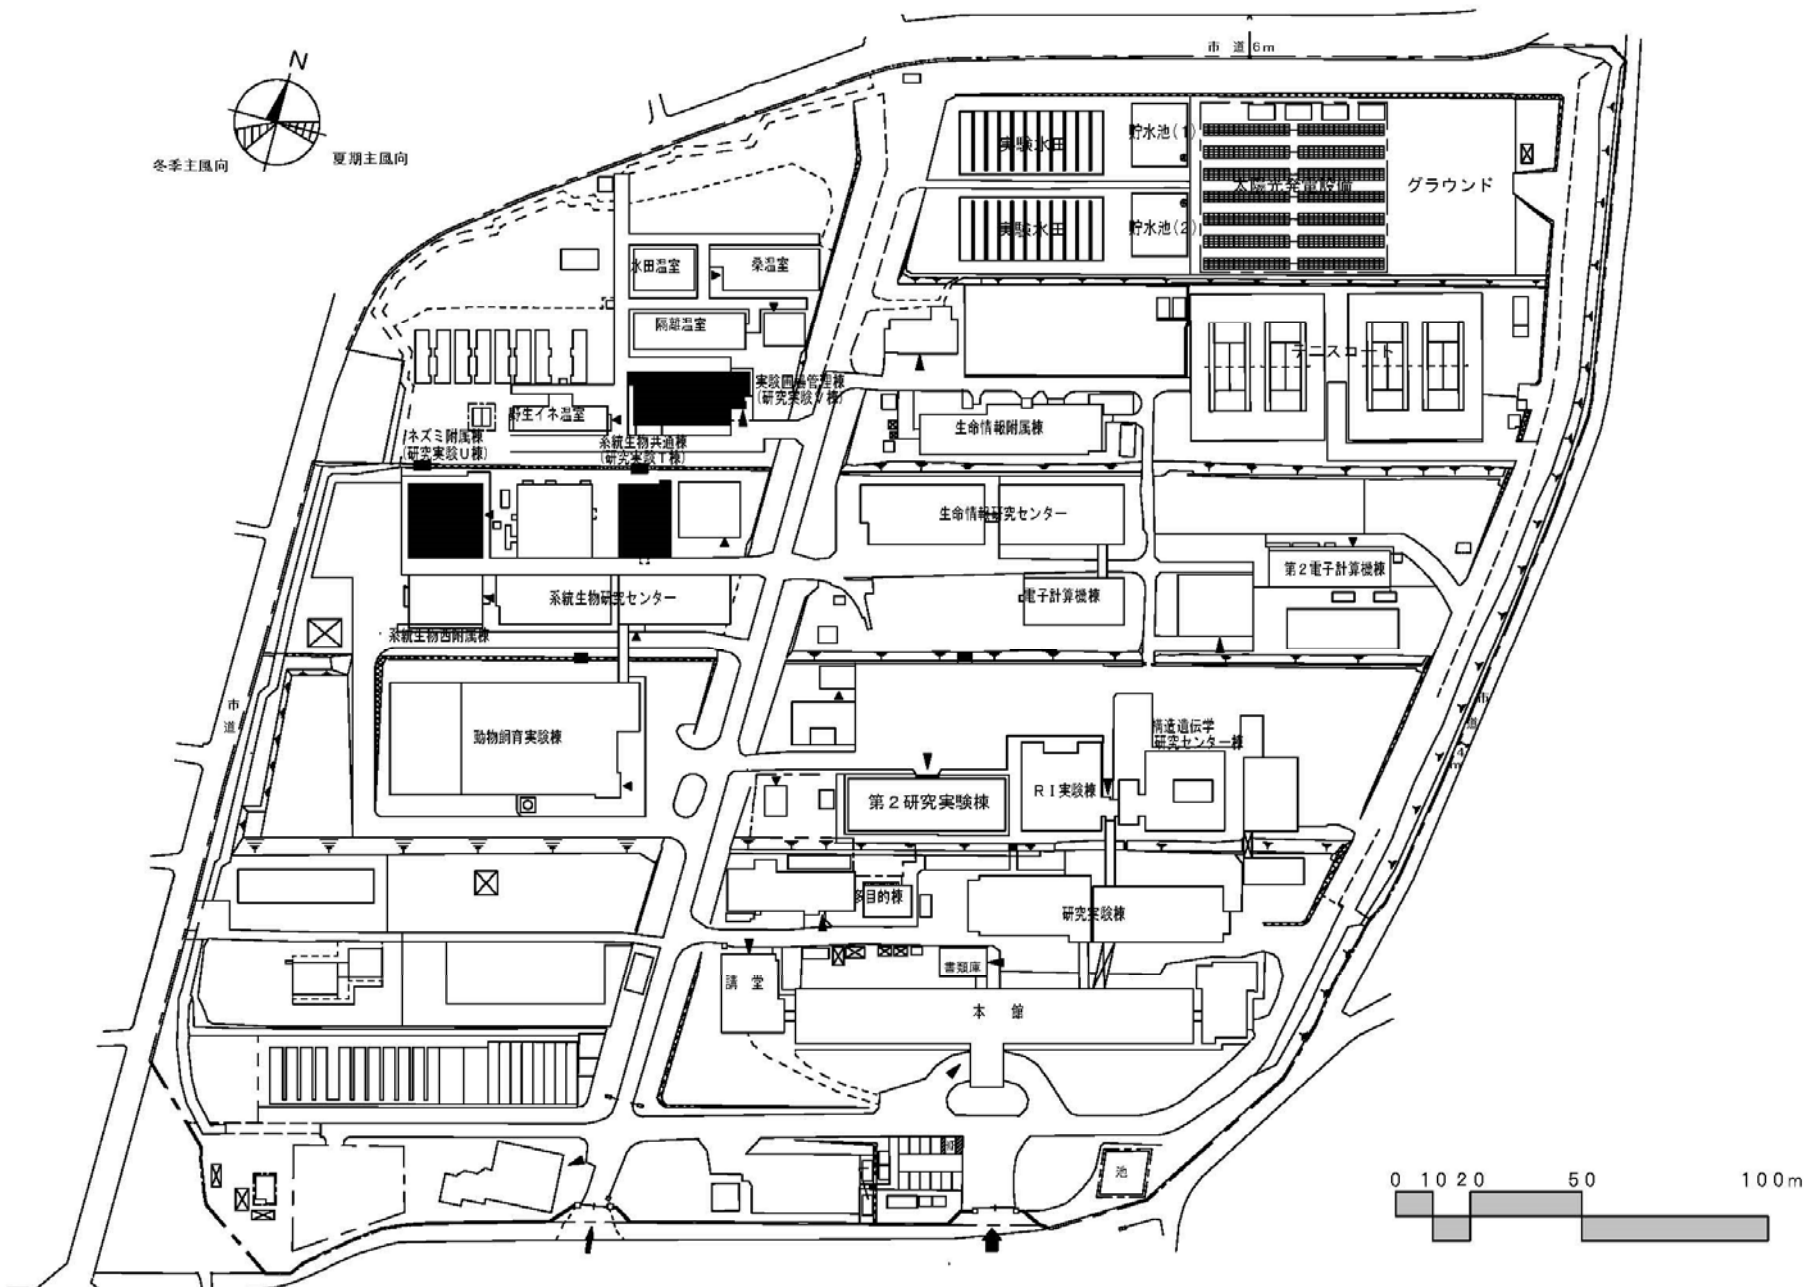 市 道 6m
N
冬季主風向
夏期主風向
実験水田
貯水池(1)
太陽光発電設備
グラウンド
実験水田
貯水池(2)
水田温室
桑温室
隔離温室
テニスコート
実験圃場管理棟
(研究実験V棟)
野生イネ温室
ネズミ附属棟
(研究実験U棟)
系統生物共通棟
(研究実験T棟)
生命情報附属棟
生命情報研究センター
第2電子計算機棟
電子計算機棟
系統生物研究センター
系統生物西附属棟
市
道
市
道
4m
動物飼育実験棟
構造遺伝学
研究センター棟
RI実験棟
第2研究実験棟
多目的棟
研究実験棟
書類庫
講 堂
本 館
池
0 10 20 50 100m